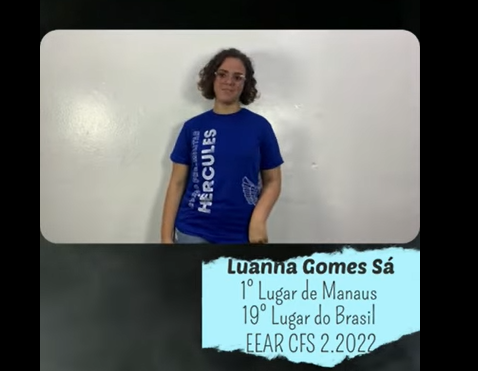 HÉRCULES
Luanna Gomes Sá
1º Lugar de Manaus
19º Lugar do Brasil
EEAR CFS 2.2022